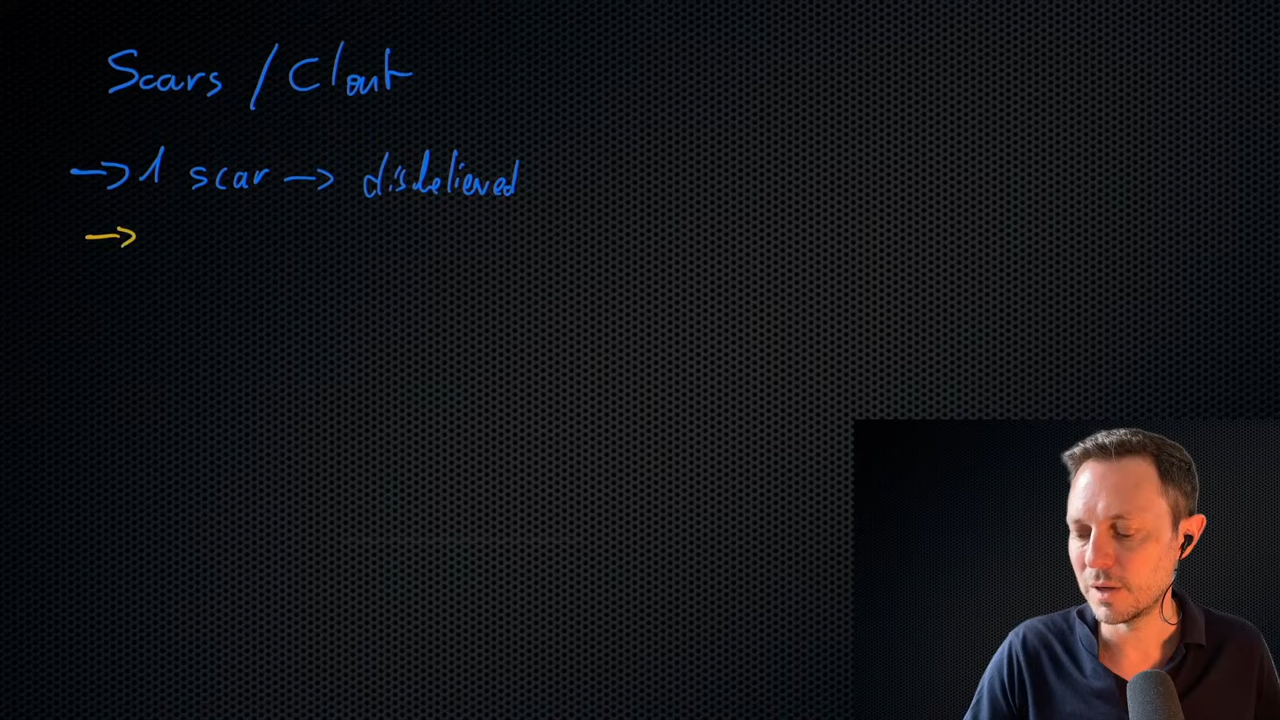 Scars / Clout
→ 1 scar → disbelieved
→